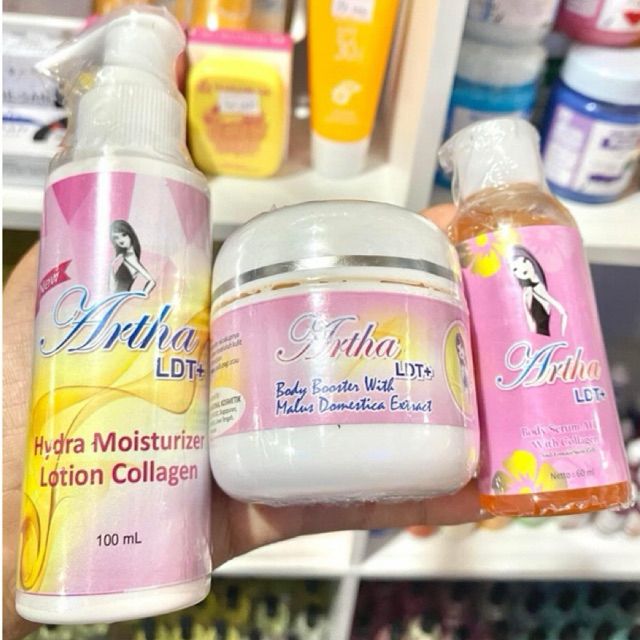 New
Artha
LDT+
Hydra Moisturizer
Lotion Collagen
100 mL
Artha
LDT+
Body Booster With
Malus Domestica Extract
KOSMETIK
Artha
LDT+
Body Serum
With Collagen
Netto : 60 ml